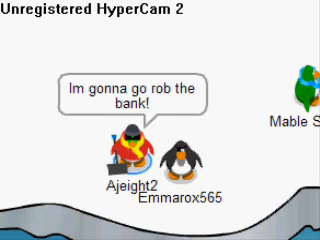 Unregistered HyperCam 2
Im gonna go rob the
bank!
Mable S
Ajeight2
Emmarox565